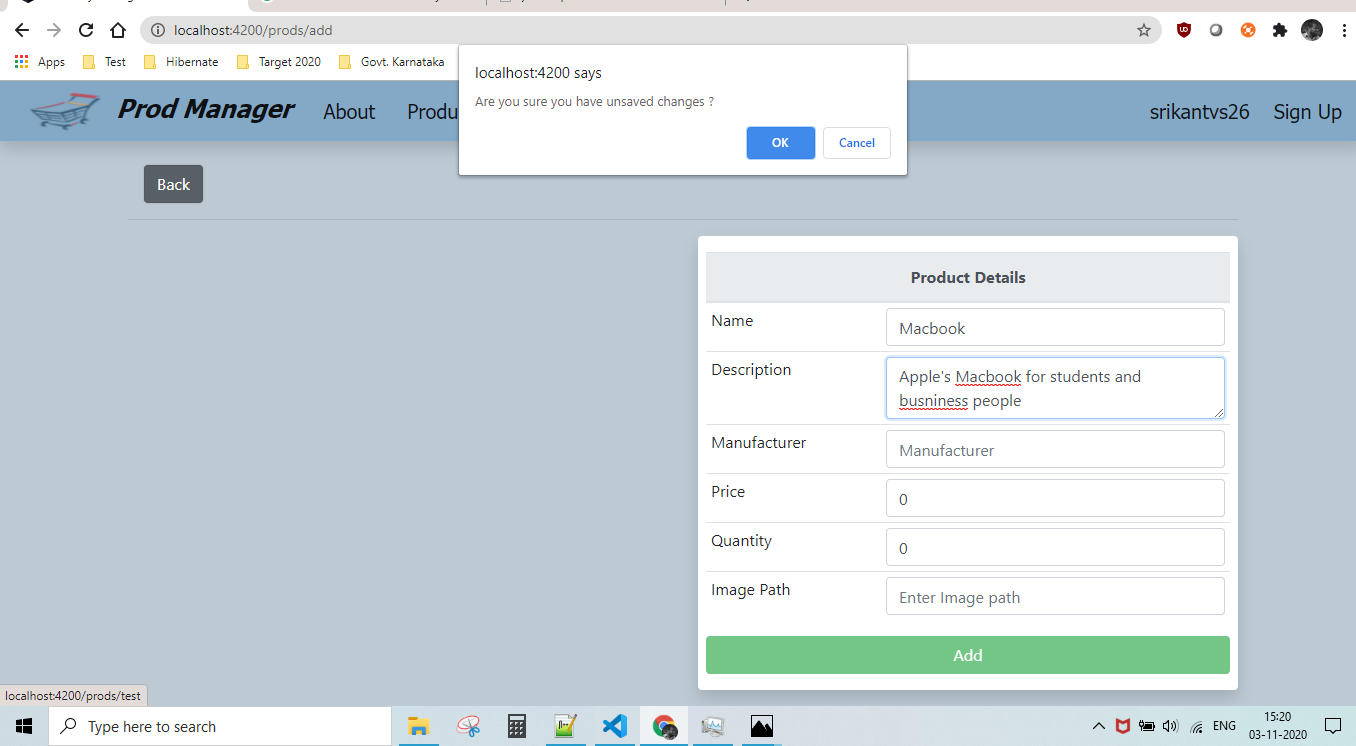 localhost:4200/prods/add
Apps Test Hibernate Target 2020 Govt. Karnataka
localhost:4200 says
Are you sure you have unsaved changes ?
OK Cancel
Prod Manager About Produ srikantvs26 Sign Up
Back
Product Details
Name Macbook
Description Apple's Macbook for students and
busniness people
Manufacturer Manufacturer
Price 0
Quantity 0
Image Path Enter Image path
Add
localhost:4200/prods/test
Type here to search
ENG
15:20
03-11-2020